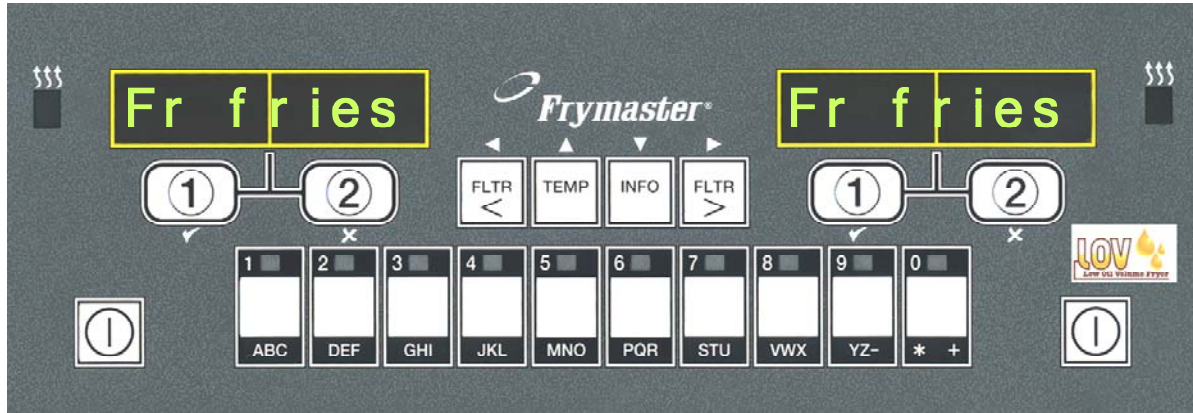 Fr fries
Frymaster®
Fr fries
1 2
FLTR < TEMP INFO FLTR >
1 2
LOV
Low Oil Volume Fryer
1 2 3 4 5 6 7 8 9 0
ABC DEF GHI JKL MNO PQR STU VWX YZ- * +